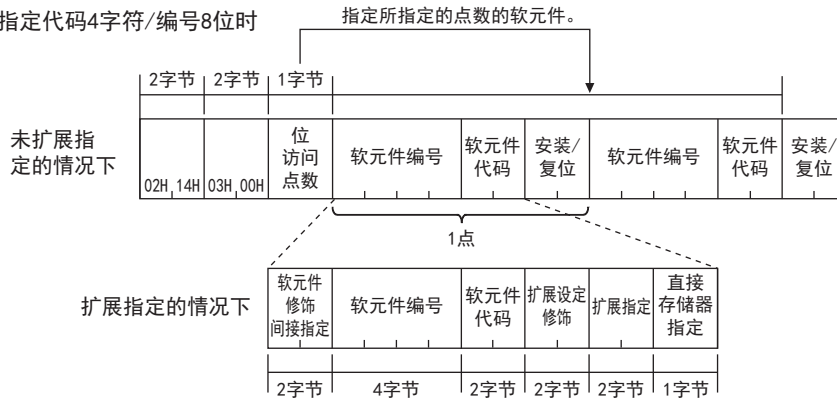 指定代码4字符/编号8位时
指定所指定的点数的软元件。
2字节 2字节 1字节
未扩展指
定的情况下
02H 14H 03H 00H
位
访问
点数
软元件编号
软元件
代码
安装/
复位
软元件编号
软元件
代码
安装/
复位
1点
扩展指定的情况下
软元件
修饰
间接指定
软元件编号
软元件
代码
扩展设定
修饰
扩展指定
直接
存储器
指定
2字节 4字节 2字节 2字节 2字节 1字节